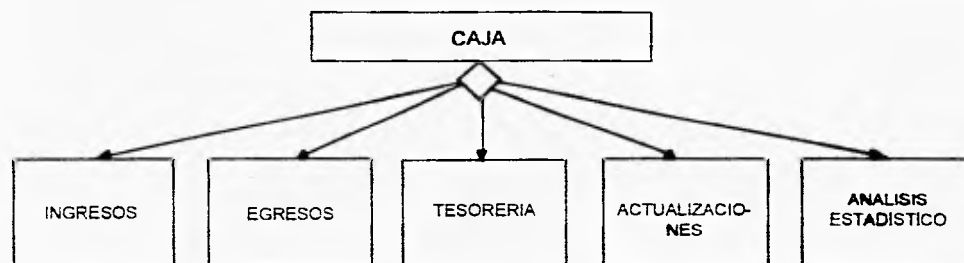 CAJA
INGRESOS
EGRESOS
TESORERIA
ACTUALIZACIO-
NES
ANALISIS
ESTADISTICO